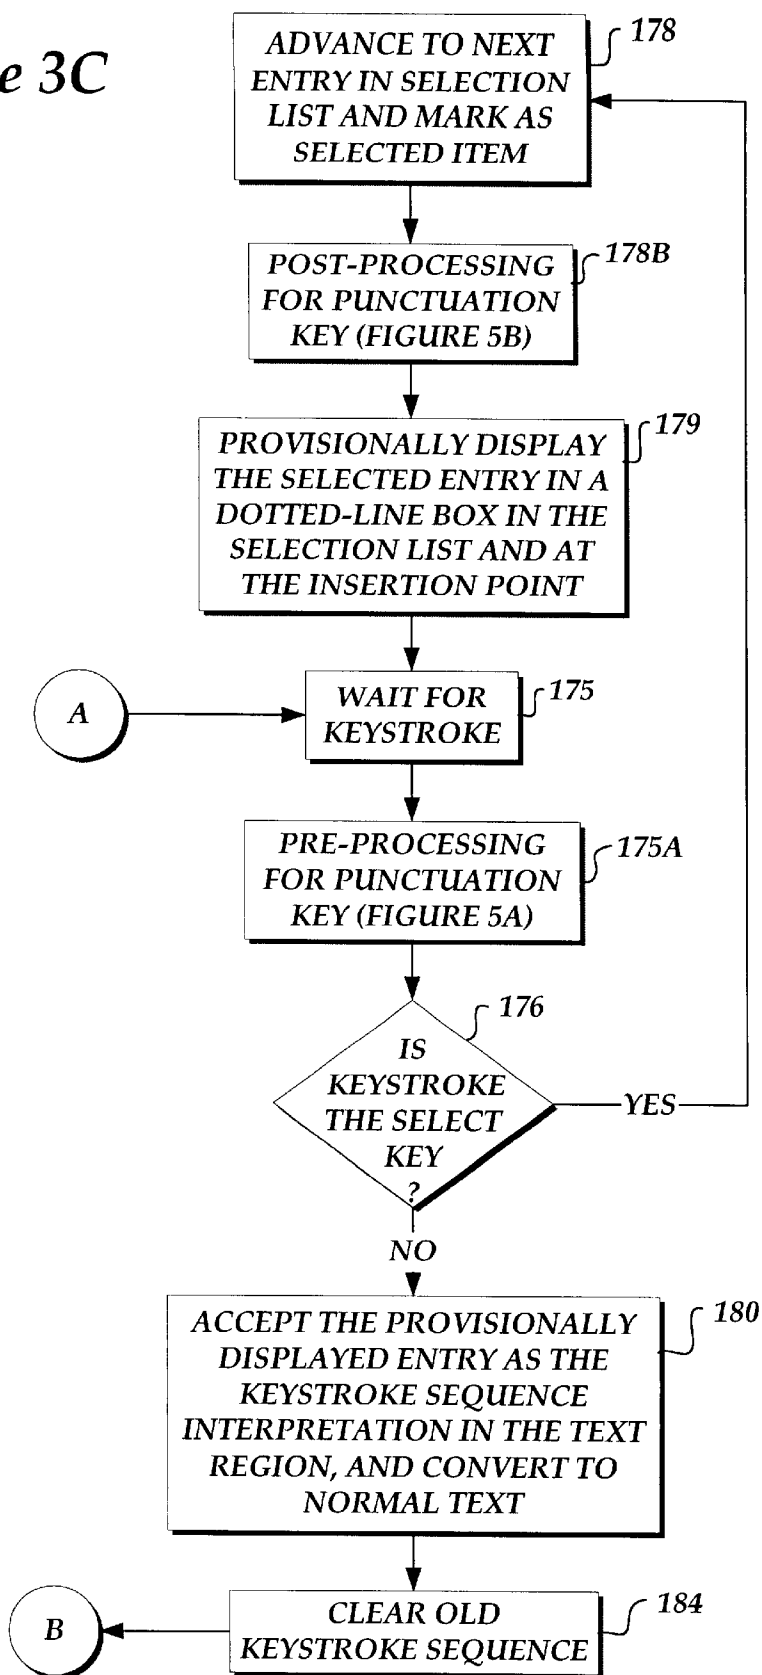 e 3C
178
ADVANCE TO NEXT
ENTRY IN SELECTION
LIST AND MARK AS
SELECTED ITEM
178B
POST-PROCESSING
FOR PUNCTUATION
KEY (FIGURE 5B)
179
PROVISIONALLY DISPLAY
THE SELECTED ENTRY IN A
DOTTED-LINE BOX IN THE
SELECTION LIST AND AT
THE INSERTION POINT
A
WAIT FOR
KEYSTROKE
175
PRE-PROCESSING
FOR PUNCTUATION
KEY (FIGURE 5A)
175A
176
IS
KEYSTROKE
THE SELECT
KEY
?
YES
NO
180
ACCEPT THE PROVISIONALLY
DISPLAYED ENTRY AS THE
KEYSTROKE SEQUENCE
INTERPRETATION IN THE TEXT
REGION, AND CONVERT TO
NORMAL TEXT
B
CLEAR OLD
KEYSTROKE SEQUENCE
184